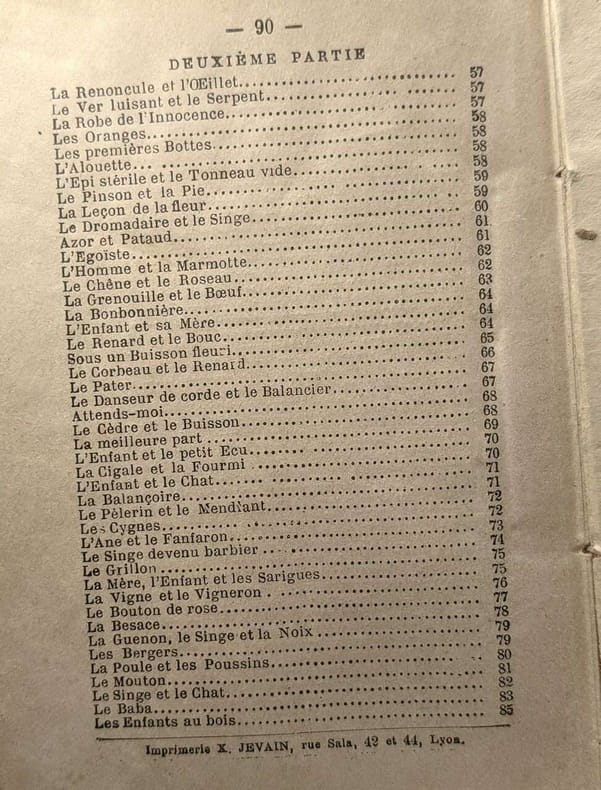 — 90 —
DEUXIÈME PARTIE
La Renoncule et l'Œillet........ 57
Le Ver luisant et le Serpent........ 57
La Robe de l'Innocence........ 57
Les Oranges........ 58
Les premières Bottes........ 58
L'Alouette........ 58
L'Epi stérile et le Tonneau vide........ 58
Le Pinson et la Pie........ 59
La Leçon de la fleur........ 59
Le Dromadaire et le Singe........ 60
Azor et Pataud........ 61
L'Egoïste........ 61
L'Homme et la Marmotte........ 62
Le Chêne et le Roseau........ 62
La Grenouille et le Bœuf........ 63
La Bonbonnière........ 64
L'Enfant et sa Mère........ 64
Le Renard et le Bouc........ 64
Sous un Buisson fleuri........ 65
Le Corbeau et le Renard........ 66
Le Pater........ 67
Le Danseur de corde et le Balancier........ 67
Attends-moi........ 68
Le Cèdre et le Buisson........ 68
La meilleure part........ 69
L'Enfant et le petit Ecu........ 70
La Cigale et la Fourmi........ 70
L'Enfant et le Chat........ 71
La Balançoire........ 71
Le Pèlerin et le Mendiant........ 72
Les Cygnes........ 72
L'Ane et le Fanfaron........ 73
Le Singe devenu barbier........ 74
Le Grillon........ 75
La Mère, l'Enfant et les Sarigues........ 75
La Vigne et le Vigneron........ 76
Le Bouton de rose........ 77
La Besace........ 78
La Guenon, le Singe et la Noix........ 79
Les Bergers........ 79
La Poule et les Poussins........ 80
Le Mouton........ 81
Le Singe et le Chat........ 82
Le Baba........ 83
Les Enfants au bois........ 85
Imprimerie X. JEVAIN, rue Sala, 42 et 44, Lyon.